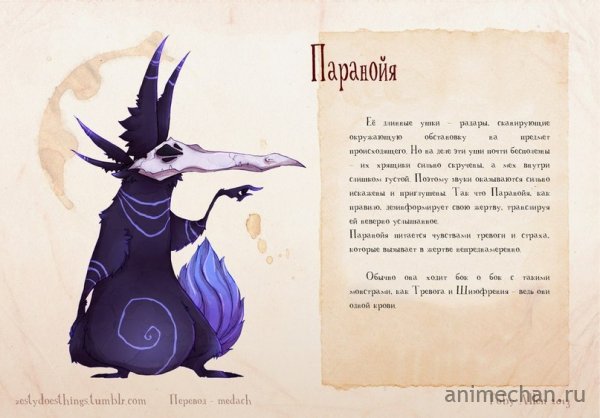 Паранойя
Её длинные ушки – радары, сканирующие
окружающую обстановку на предмет
происходящего. Но на деле эти уши почти бесполезны
– их хрящики сильно скручены, а мех внутри
слишком густой. Поэтому звуки оказываются сильно
искажены и приглушены. Так что Паранойя, как
правило, дезинформирует свою жертву, транслируя
ей неверно услышанное.
Паранойя питается чувствами тревоги и страха,
которые вызывает в жертве непреднамеренно.
Обычно она ходит бок о бок с такими
монстрами, как Тревога и Шизофрения – ведь они
одной крови.
zestydoesthings.tumblr.com
Перевод – medach
2013
animechan.ru